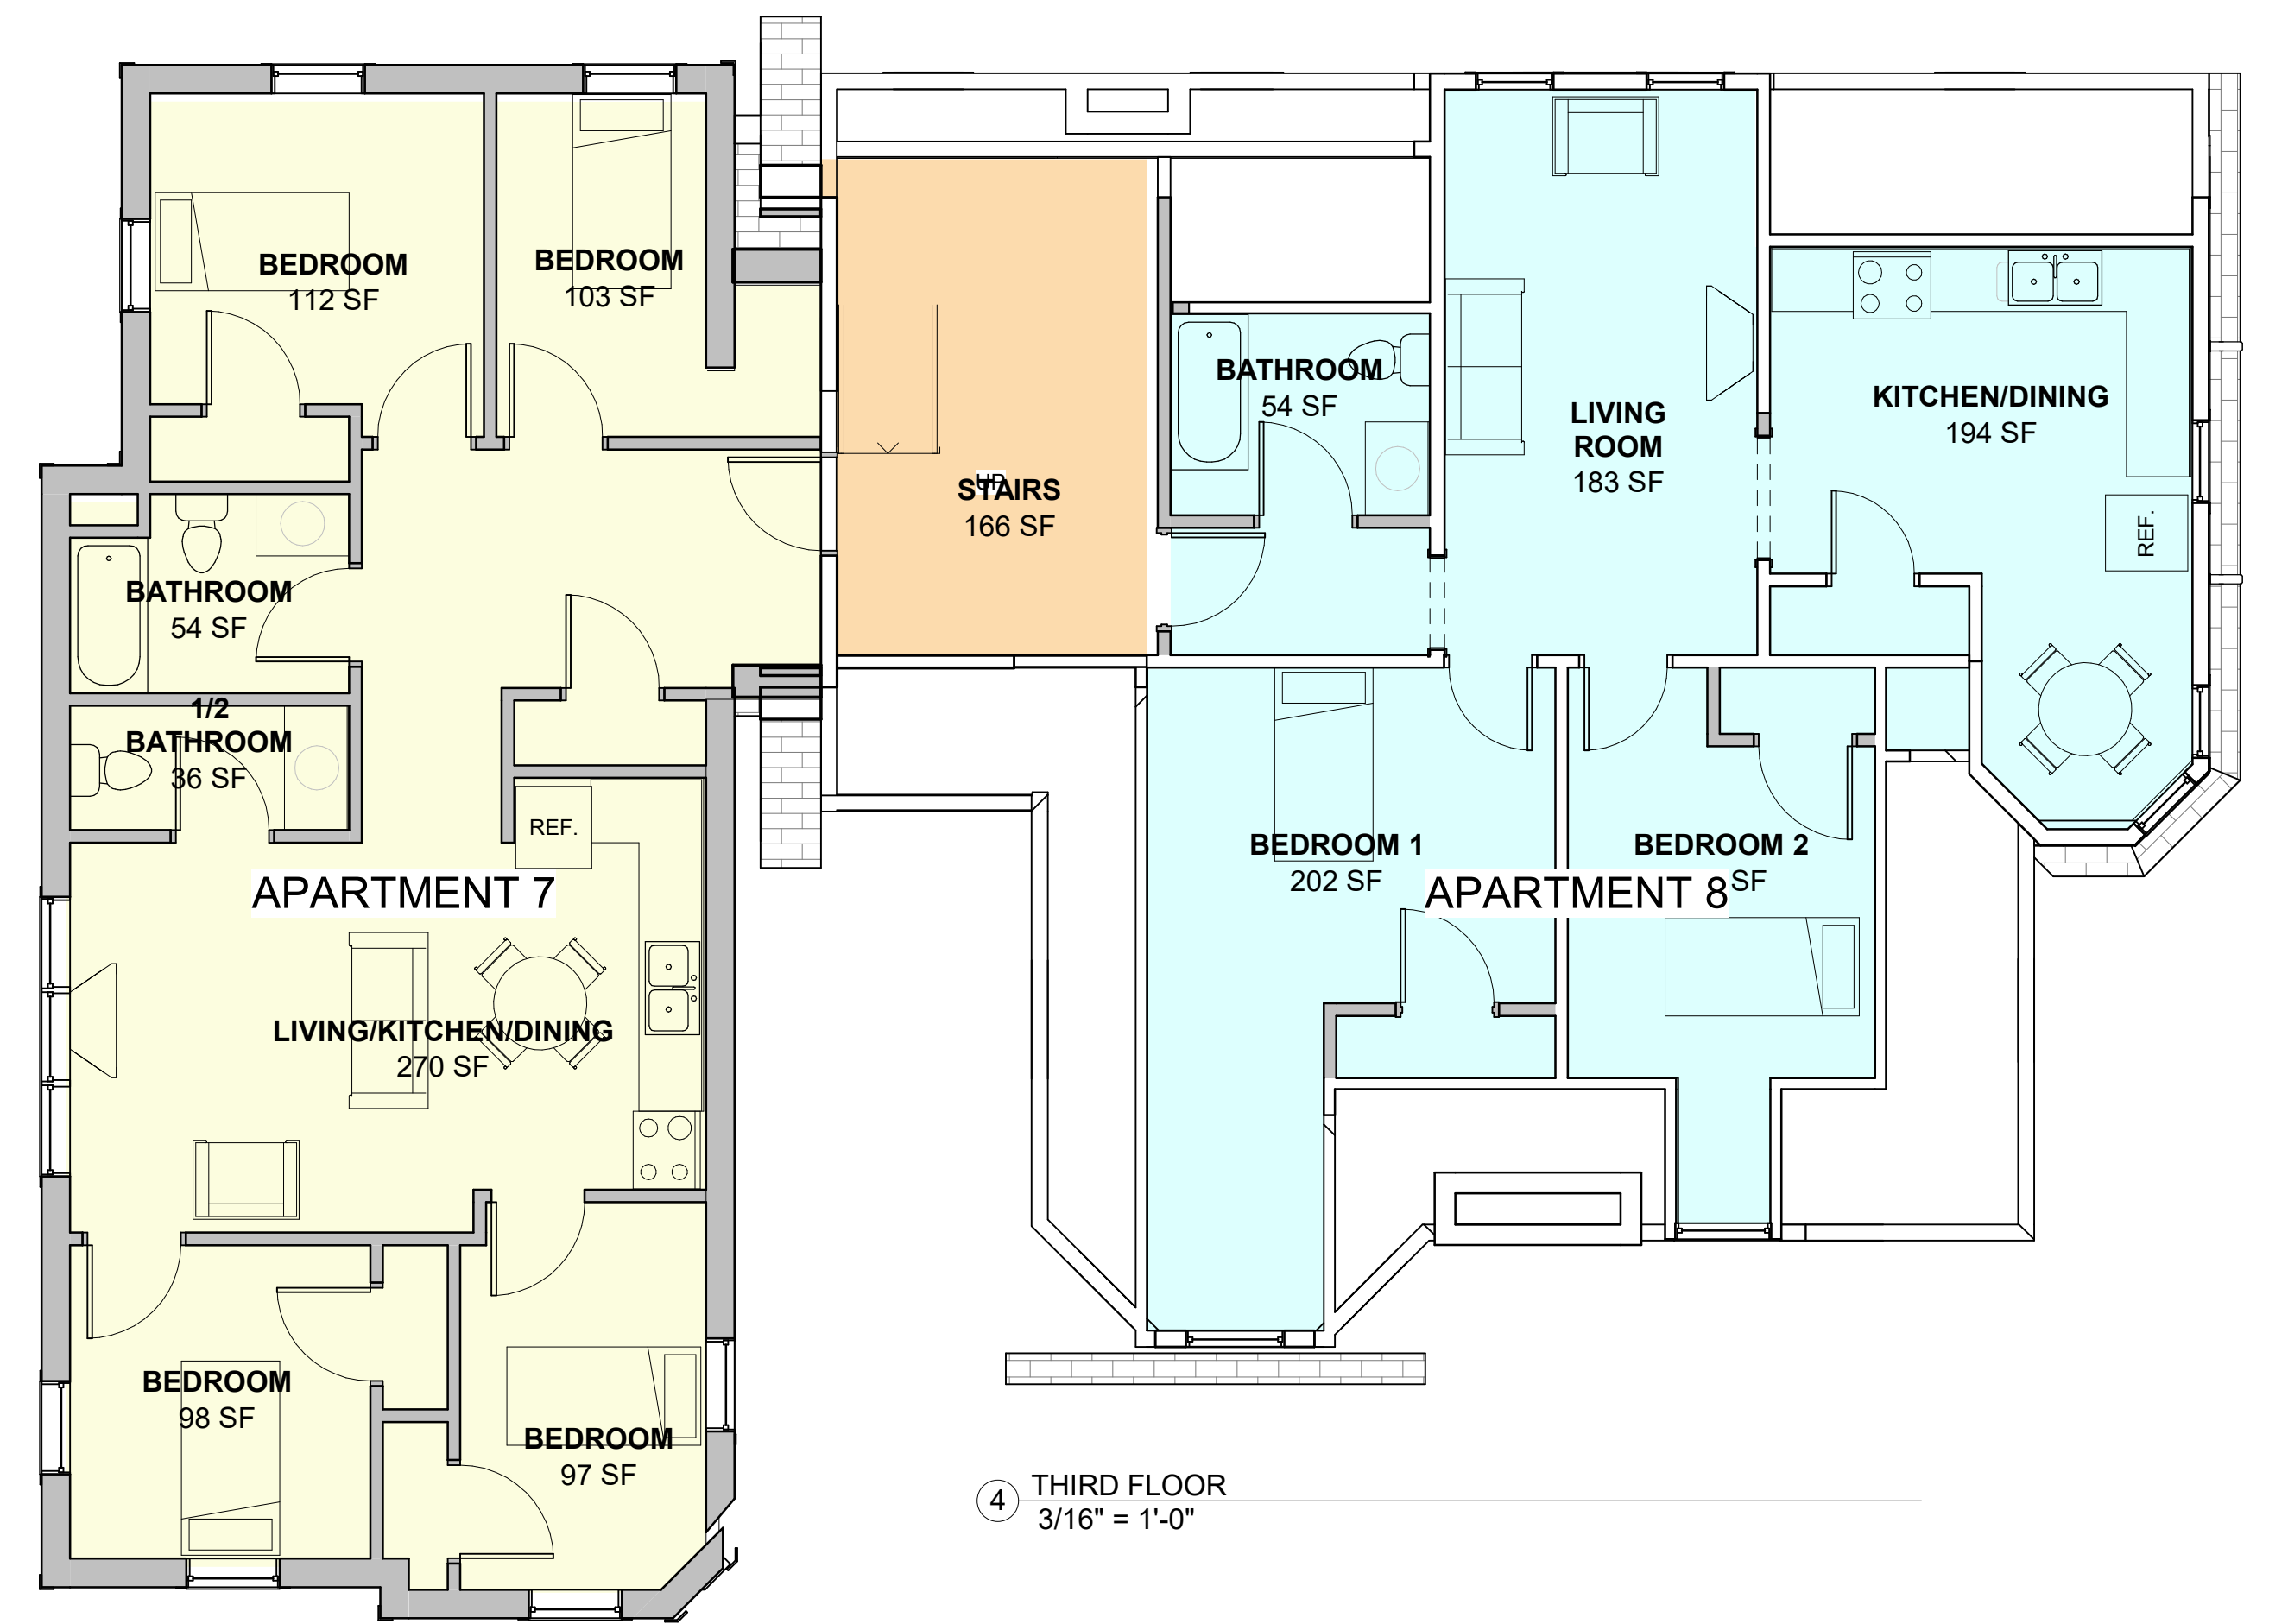 BEDROOM
112 SF
BEDROOM
103 SF
BATHROOM
54 SF
1/2
BATHROOM
36 SF
REF.
APARTMENT 7
LIVING/KITCHEN/DINING
270 SF
BEDROOM
98 SF
BEDROOM
97 SF
UP
STAIRS
166 SF
BATHROOM
54 SF
LIVING
ROOM
183 SF
KITCHEN/DINING
194 SF
REF.
BEDROOM 1
202 SF
BEDROOM 2
SF
APARTMENT 8
4
THIRD FLOOR
3/16" = 1'-0"